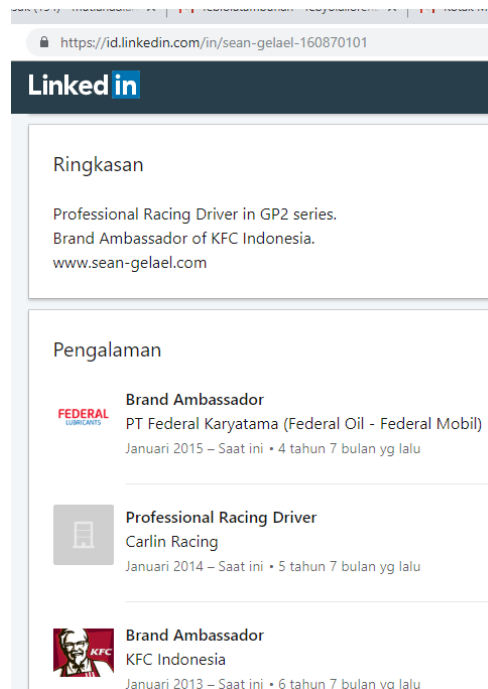 https://id.linkedin.com/in/sean-gelael-160870101
Linked in
Ringkasan
Professional Racing Driver in GP2 series.
Brand Ambassador of KFC Indonesia.
www.sean-gelael.com
Pengalaman
FEDERAL
LUBRICANTS
Brand Ambassador
PT Federal Karyatama (Federal Oil - Federal Mobil)
Januari 2015 – Saat ini • 4 tahun 7 bulan yg lalu
Professional Racing Driver
Carlin Racing
Januari 2014 – Saat ini • 5 tahun 7 bulan yg lalu
KFC
Brand Ambassador
KFC Indonesia
Januari 2013 – Saat ini • 6 tahun 7 bulan yg lalu